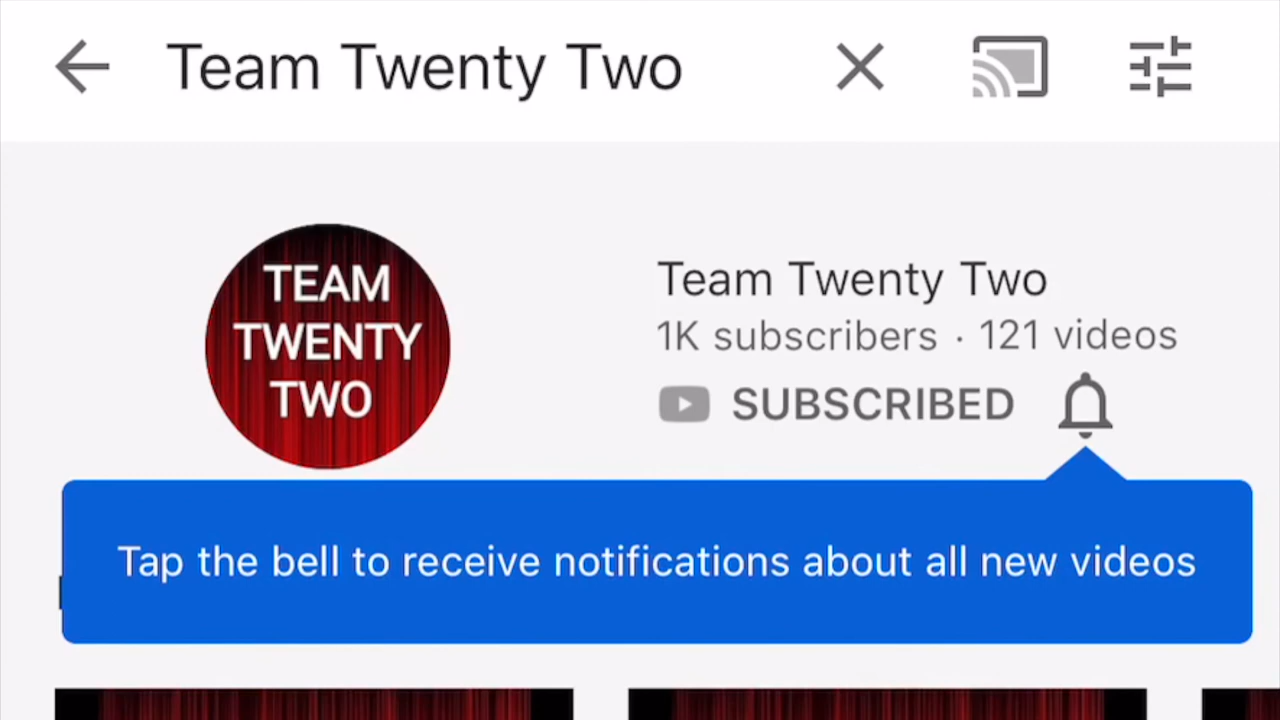 Team Twenty Two
TEAM
TWENTY
TWO
Team Twenty Two
1K subscribers · 121 videos
SUBSCRIBED
Tap the bell to receive notifications about all new videos